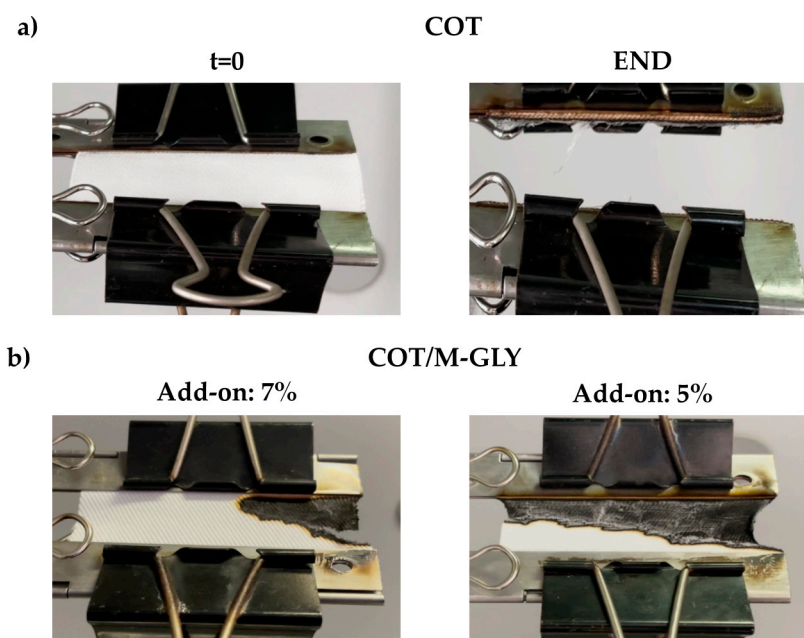 a)
COT
t=0
END
b)
COT/M-GLY
Add-on: 7%
Add-on: 5%